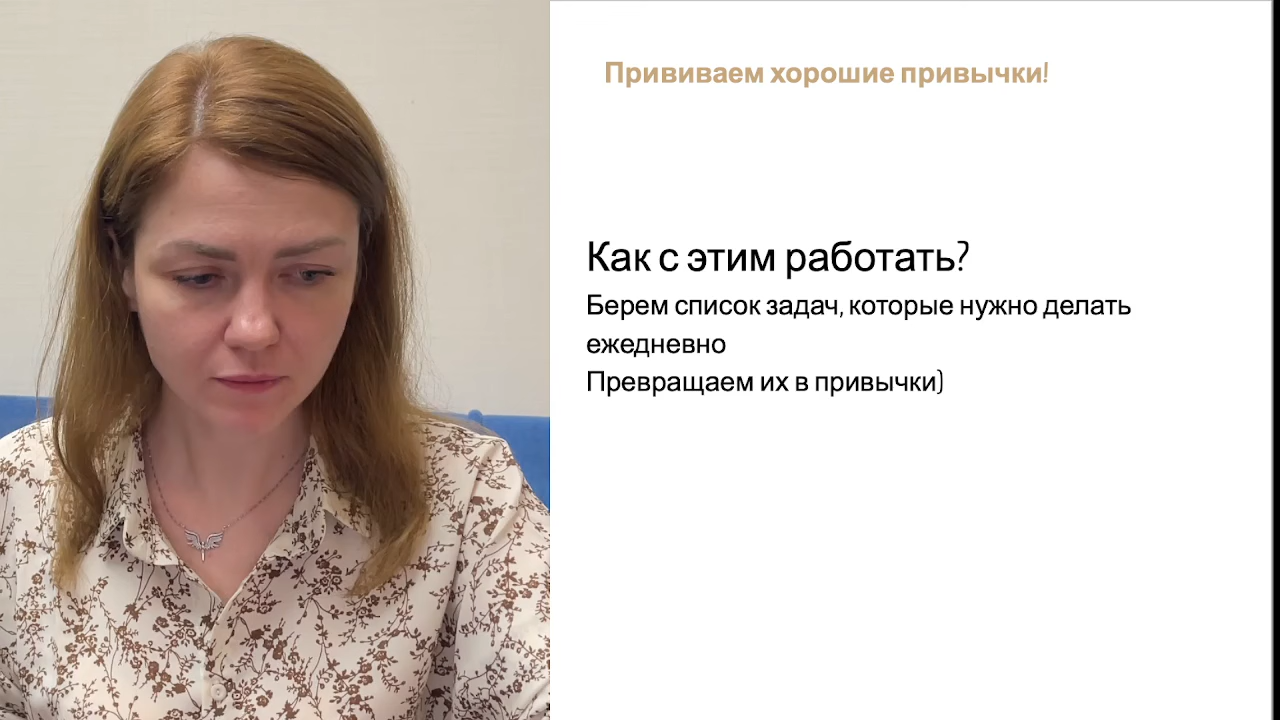 Прививаем хорошие привычки!
Как с этим работать?
Берем список задач, которые нужно делать
ежедневно
Превращаем их в привычки)